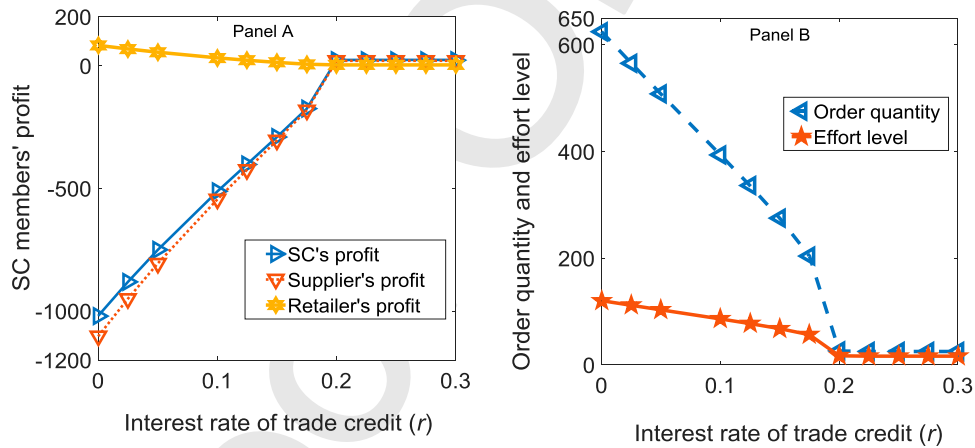 Panel A
200
0
-500
-1000
-1200
0
0.1
0.2
0.3
SC members' profit
Interest rate of trade credit (r)
SC's profit
Supplier's profit
Retailer's profit
Panel B
650
600
400
200
0
0
0.1
0.2
0.3
Order quantity and effort level
Interest rate of trade credit (r)
Order quantity
Effort level